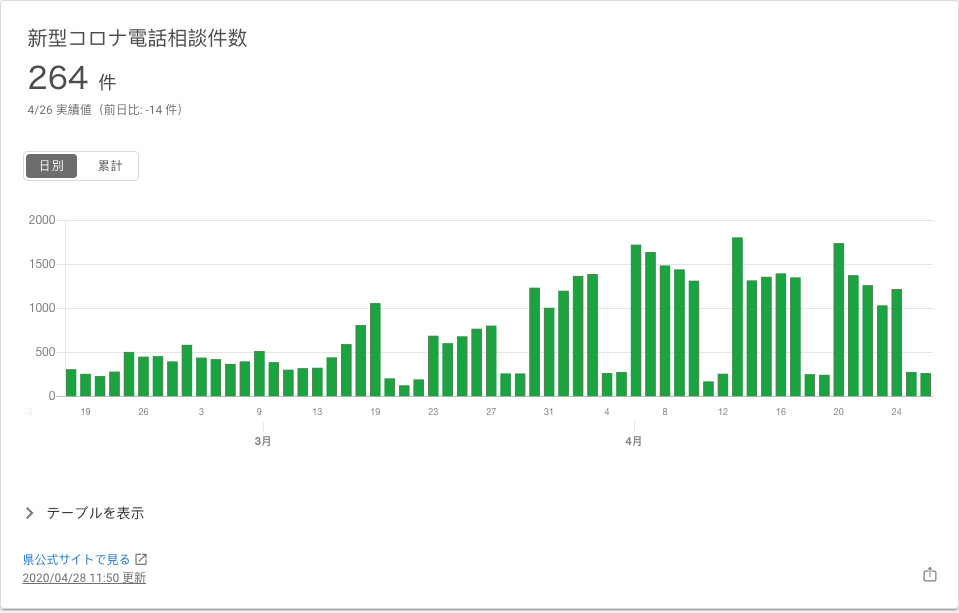 新型コロナ電話相談件数
264 件
4/26 実績値（前日比: -14 件）
日別 累計
2000
1500
1000
500
0
3 19 26 3 9 13 19 23 27 31 4 8 12 16 20 24
3月 4月
テーブルを表示
県公式サイトで見る
2020/04/28 11:50 更新